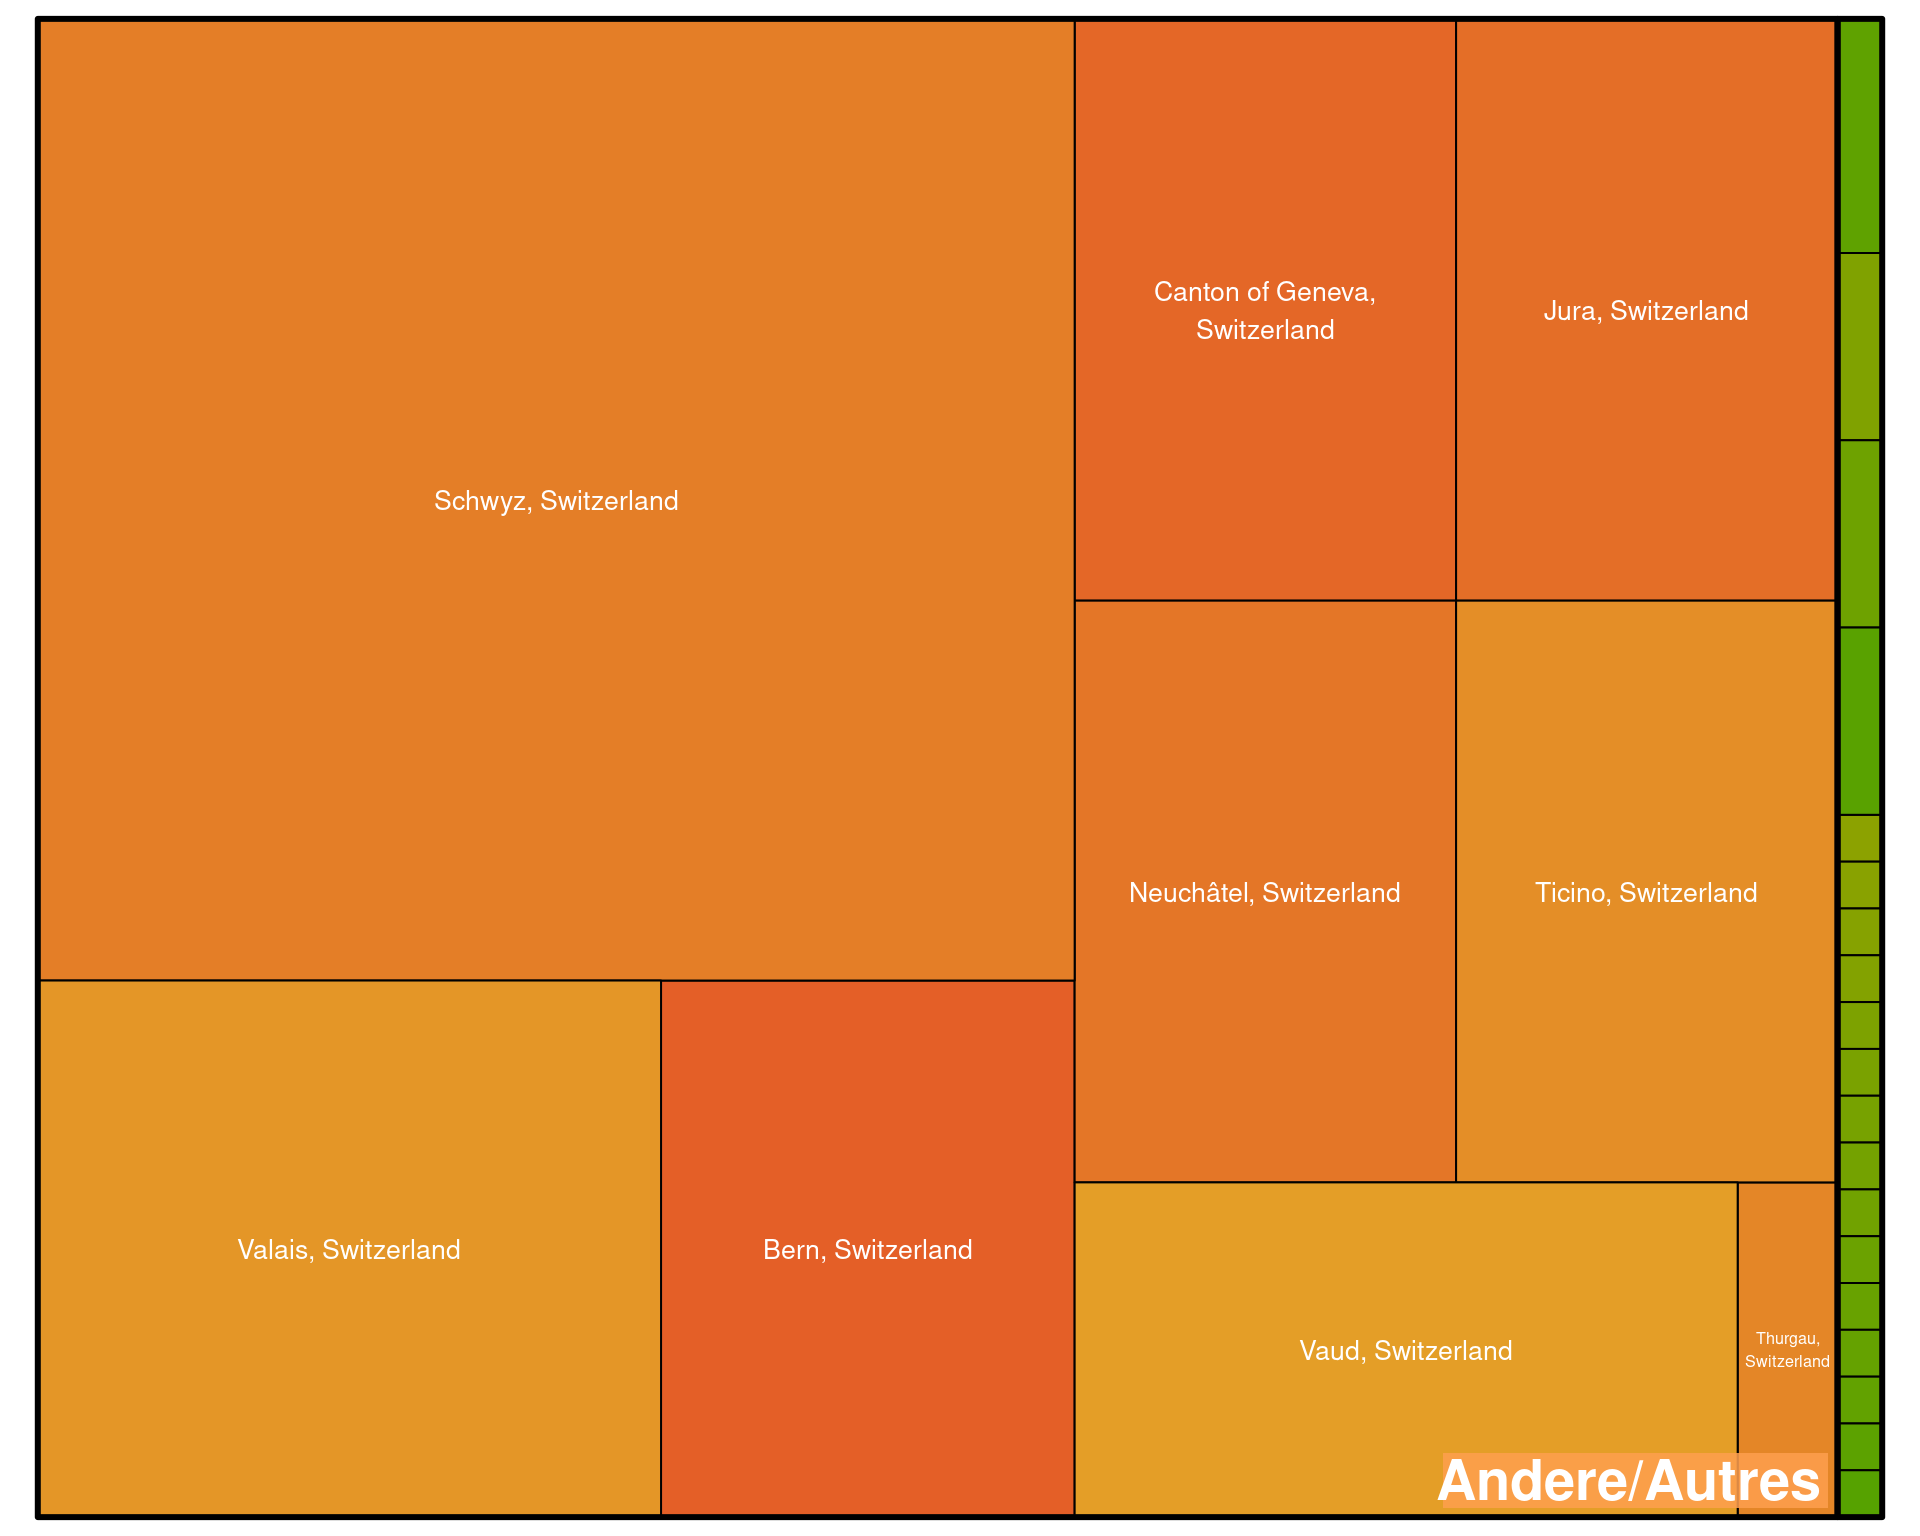 Canton of Geneva,
Switzerland
Jura, Switzerland
Schwyz, Switzerland
Neuchâtel, Switzerland
Ticino, Switzerland
Valais, Switzerland
Bern, Switzerland
Vaud, Switzerland
Thurgau,
Switzerland
Andere/Autres